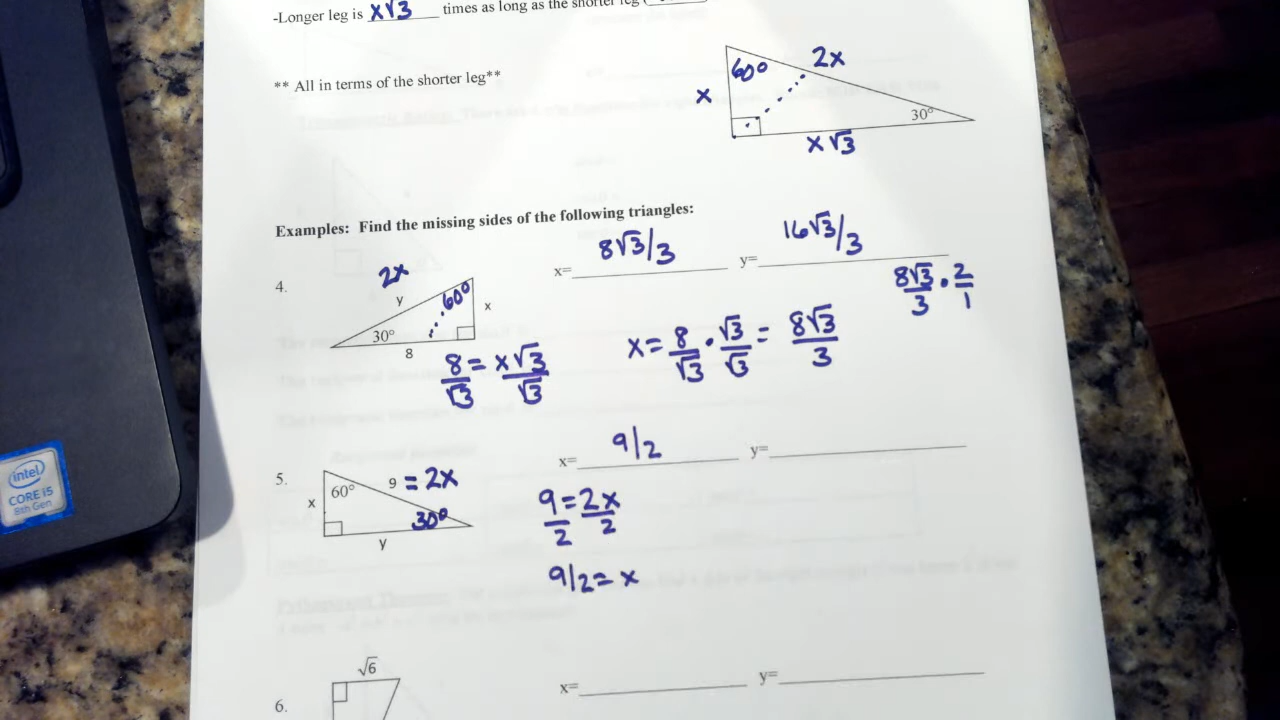 -Longer leg is x√3 times as long as the shorter leg
** All in terms of the shorter leg**
60°
2x
x
30°
x√3
Examples: Find the missing sides of the following triangles:
4.
2x
y
60°
x
30°
8
x= 8√3/3
y= 16√3/3
8√3/3 • 2/1
8/√3 = x√3/√3
x= 8/√3 • √3/√3 = 8√3/3
5.
x
60°
9 = 2x
30°
y
x= 9/2
y=
9/2 = 2x/2
9/2 = x
6.
√6
x=
y=
intel
CORE i5
8th Gen